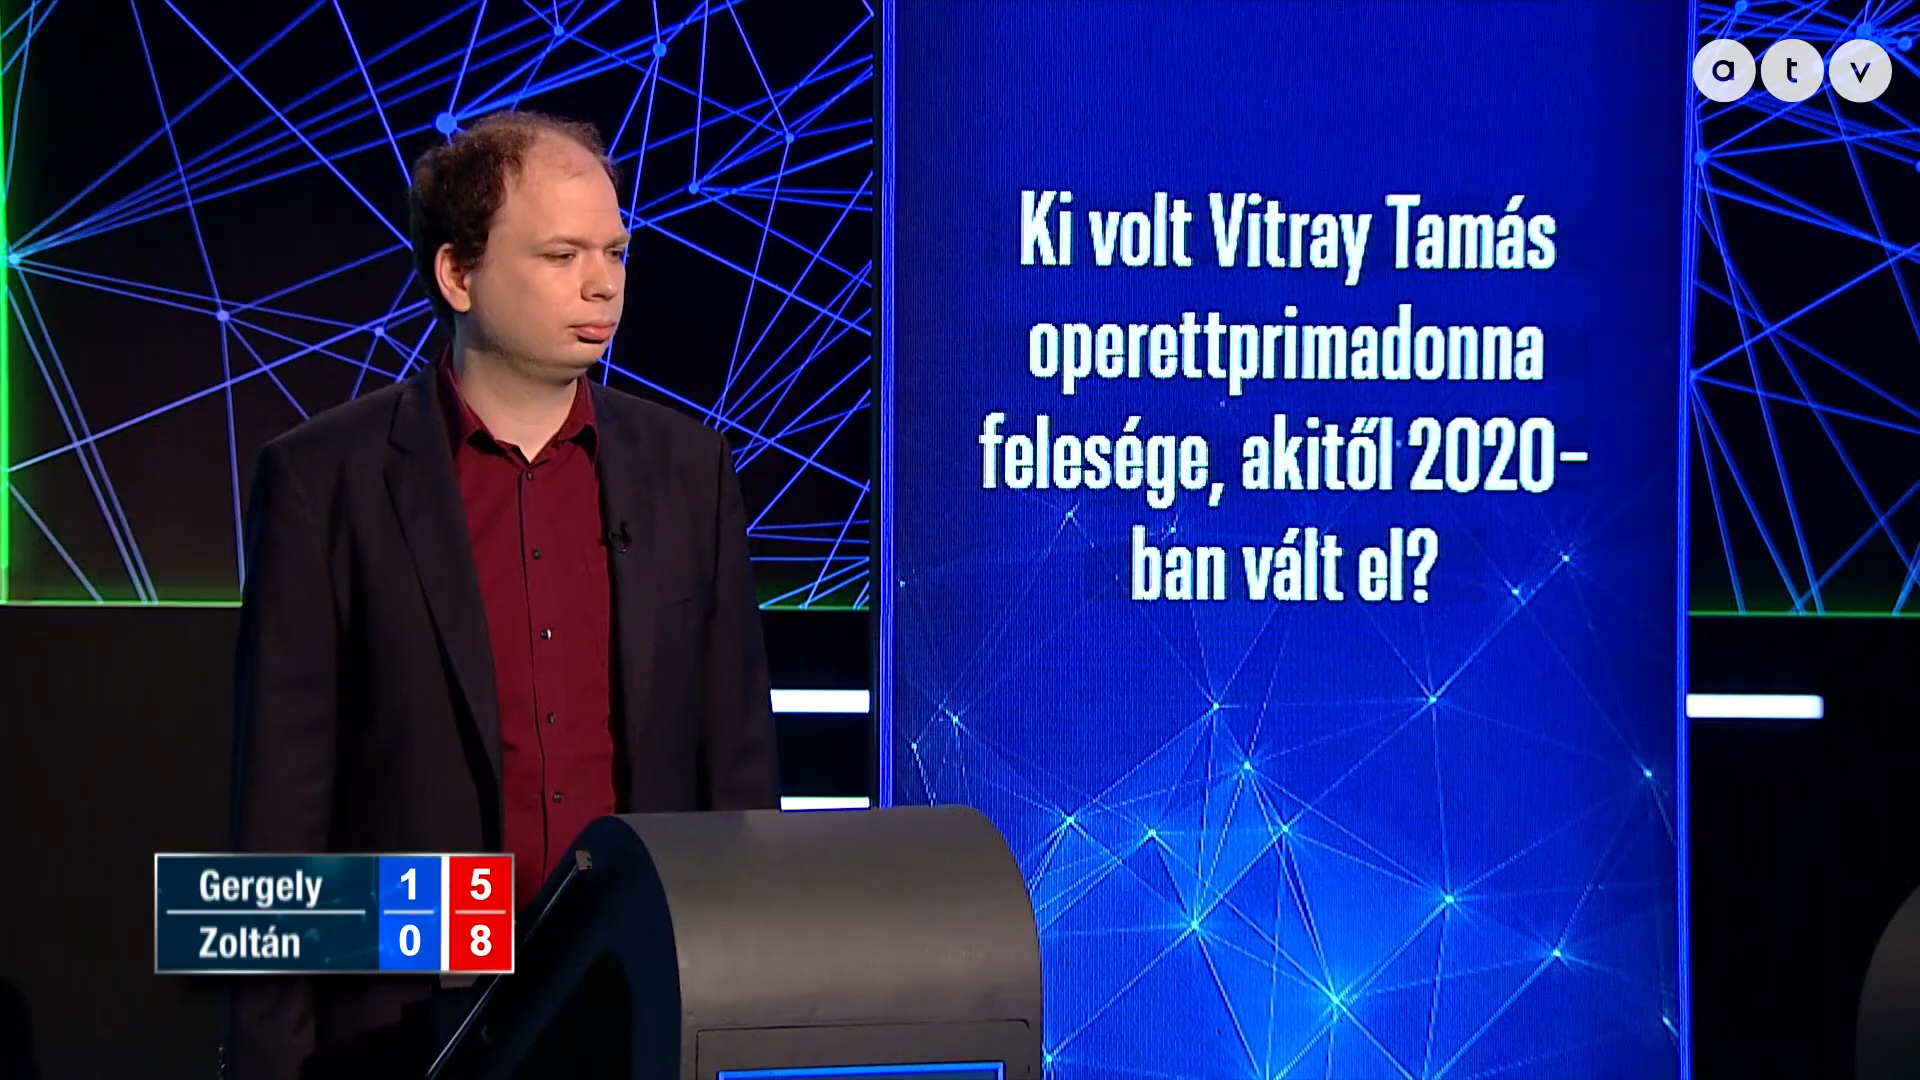 atv
Ki volt Vitray Tamás
operettprimadonna
felesége, akitől 2020-
ban vált el?
Gergely 1 5
Zoltán 0 8